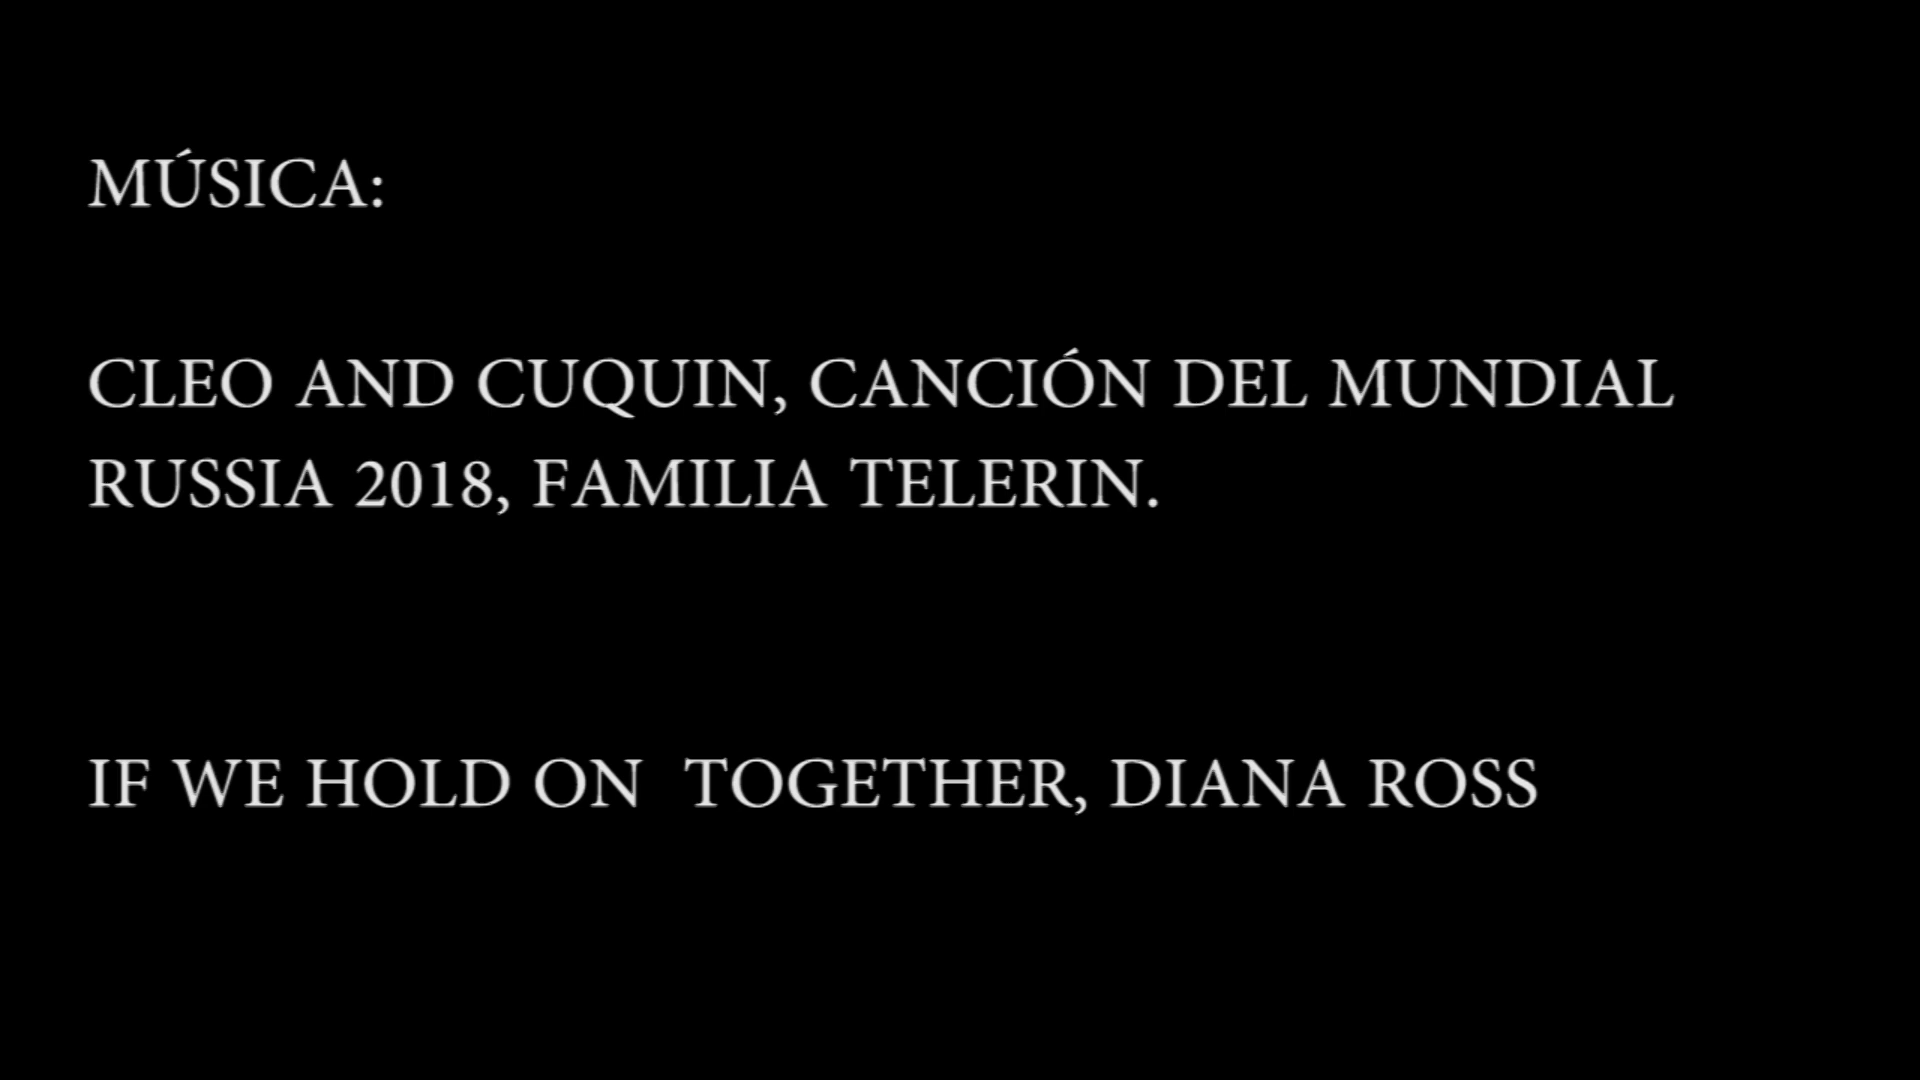 MÚSICA:
CLEO AND CUQUIN, CANCIÓN DEL MUNDIAL
RUSSIA 2018, FAMILIA TELERIN.
IF WE HOLD ON  TOGETHER, DIANA ROSS